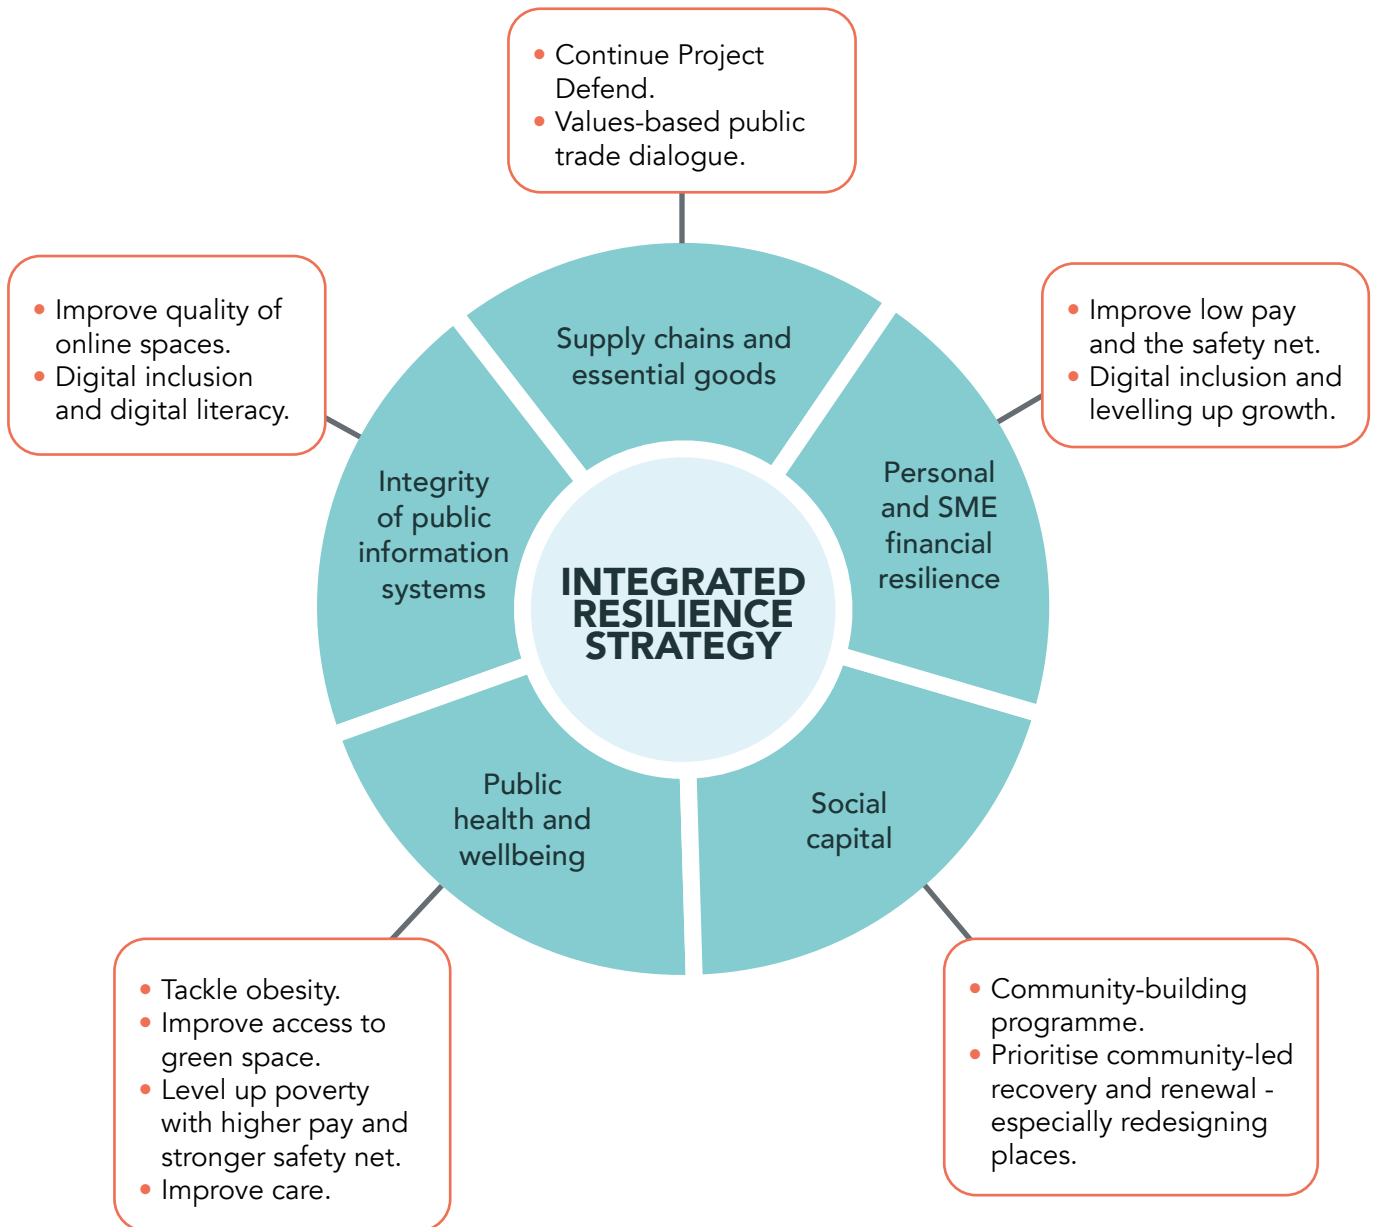 • Continue Project
Defend.
• Values-based public
trade dialogue.
• Improve quality of
online spaces.
• Digital inclusion
and digital literacy.
• Improve low pay
and the safety net.
• Digital inclusion and
levelling up growth.
Supply chains and
essential goods
Integrity
of public
information
systems
Personal
and SME
financial
resilience
INTEGRATED
RESILIENCE
STRATEGY
Public
health and
wellbeing
Social
capital
• Tackle obesity.
• Improve access to
green space.
• Level up poverty
with higher pay and
stronger safety net.
• Improve care.
• Community-building
programme.
• Prioritise community-led
recovery and renewal -
especially redesigning
places.